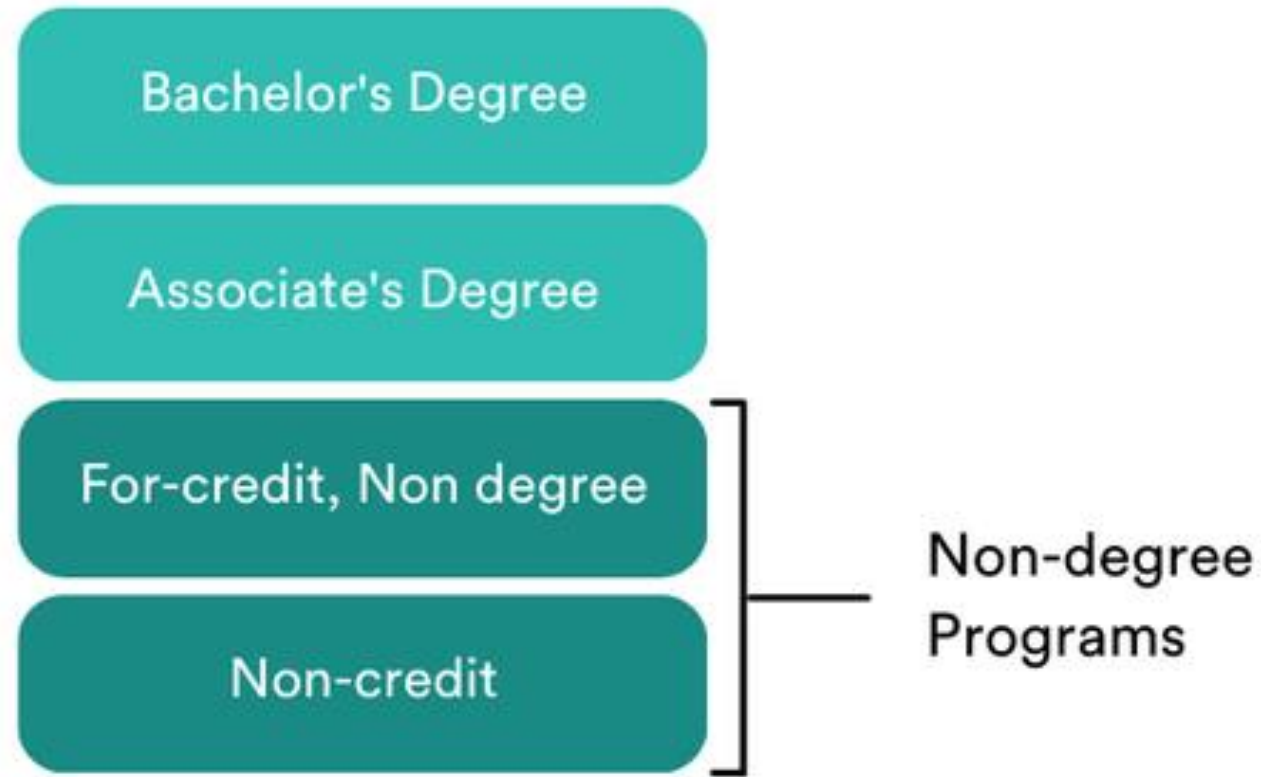 Bachelor's Degree
Associate's Degree
For-credit, Non degree
Non-credit
Non-degree
Programs